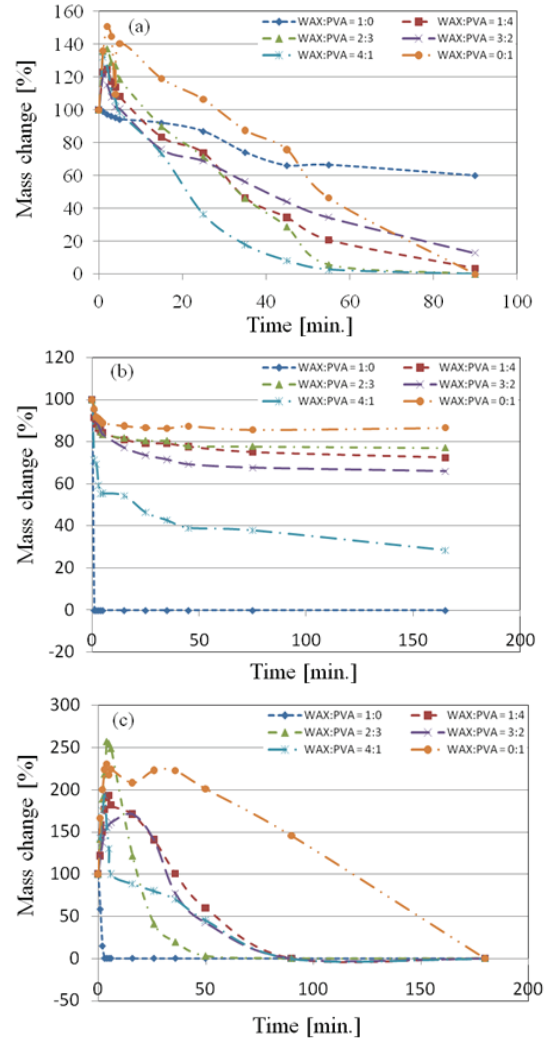 (a)
WAX:PVA = 1:0
WAX:PVA = 1:4
WAX:PVA = 2:3
WAX:PVA = 3:2
WAX:PVA = 4:1
WAX:PVA = 0:1
Mass change [%]
160
140
120
100
80
60
40
20
0
0 20 40 60 80 100
Time [min.]
(b)
WAX:PVA = 1:0
WAX:PVA = 1:4
WAX:PVA = 2:3
WAX:PVA = 3:2
WAX:PVA = 4:1
WAX:PVA = 0:1
Mass change [%]
120
100
80
60
40
20
0
-20
0 50 100 150 200
Time [min.]
(c)
WAX:PVA = 1:0
WAX:PVA = 1:4
WAX:PVA = 2:3
WAX:PVA = 3:2
WAX:PVA = 4:1
WAX:PVA = 0:1
Mass change [%]
300
250
200
150
100
50
0
-50
0 50 100 150 200
Time [min.]